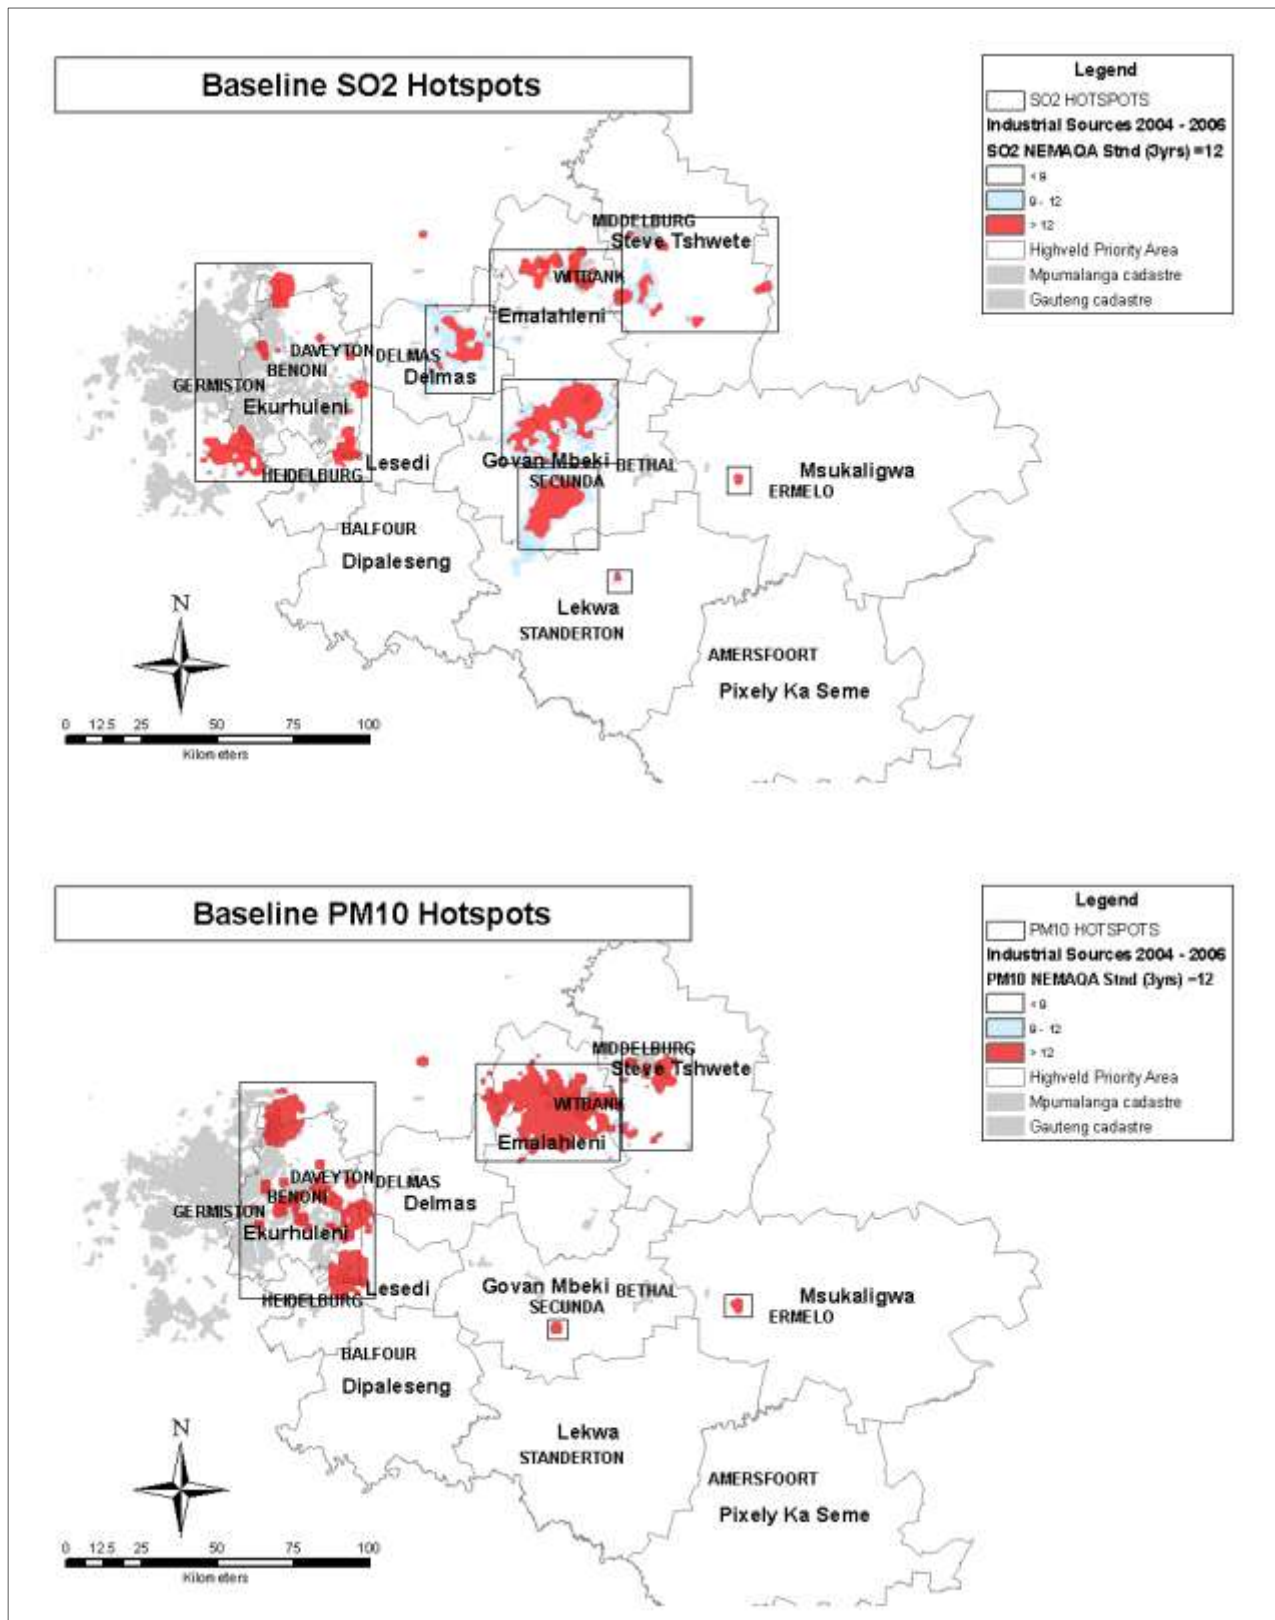 Baseline SO2 Hotspots
Legend
SO2 HOTSPOTS
Industrial Sources 2004 - 2006
SO2 NEMAQA Stnd (3yrs) =12
< 9
9 - 12
> 12
Highveld Priority Area
Mpumalanga cadastre
Gauteng cadastre
MIDDELBURG
Steve Tshwete
WITBANK
Emalahleni
DAVEYTON
DELMAS
BENONI
Delmas
GERMISTON
Ekurhuleni
Lesedi
HEIDELBURG
Govan Mbeki
BETHAL
SECUNDA
Msukaligwa
ERMELO
BALFOUR
Dipaleseng
Lekwa
STANDERTON
AMERSFOORT
Pixely Ka Seme
N
0 12.5 25 50 75 100
Kilometers
Baseline PM10 Hotspots
Legend
PM10 HOTSPOTS
Industrial Sources 2004 - 2006
PM10 NEMAQA Stnd (3yrs) =12
< 9
9 - 12
> 12
Highveld Priority Area
Mpumalanga cadastre
Gauteng cadastre
MIDDELBURG
Steve Tshwete
WITBANK
Emalahleni
DAVEYTON
DELMAS
BENONI
Delmas
GERMISTON
Ekurhuleni
Lesedi
HEIDELBURG
Govan Mbeki
BETHAL
SECUNDA
Msukaligwa
ERMELO
BALFOUR
Dipaleseng
Lekwa
STANDERTON
AMERSFOORT
Pixely Ka Seme
N
0 12.5 25 50 75 100
Kilometers